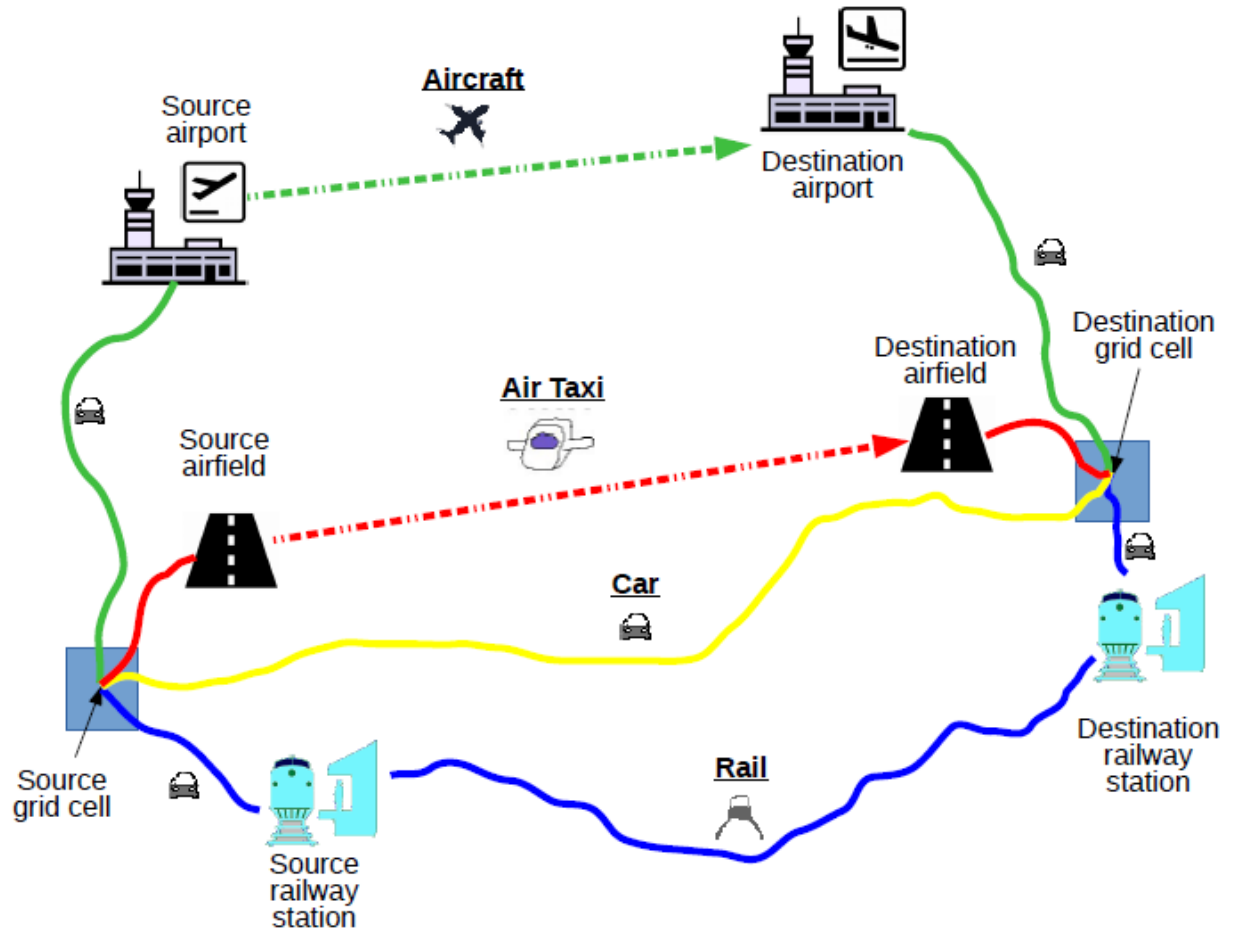 Aircraft
Source
airport
Destination
airport
Destination
grid cell
Destination
airfield
Air Taxi
Source
airfield
Car
Source
grid cell
Rail
Destination
railway
station
Source
railway
station